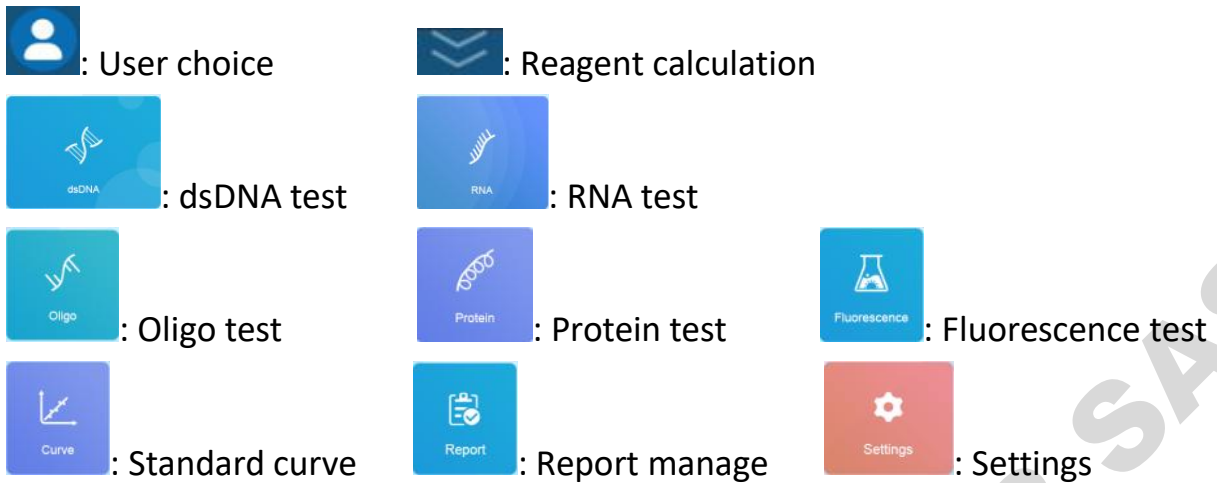 : User choice : Reagent calculation
dsDNA : dsDNA test RNA : RNA test
Oligo : Oligo test Protein : Protein test Fluorescence : Fluorescence test
Curve : Standard curve Report : Report manage Settings : Settings
SAS